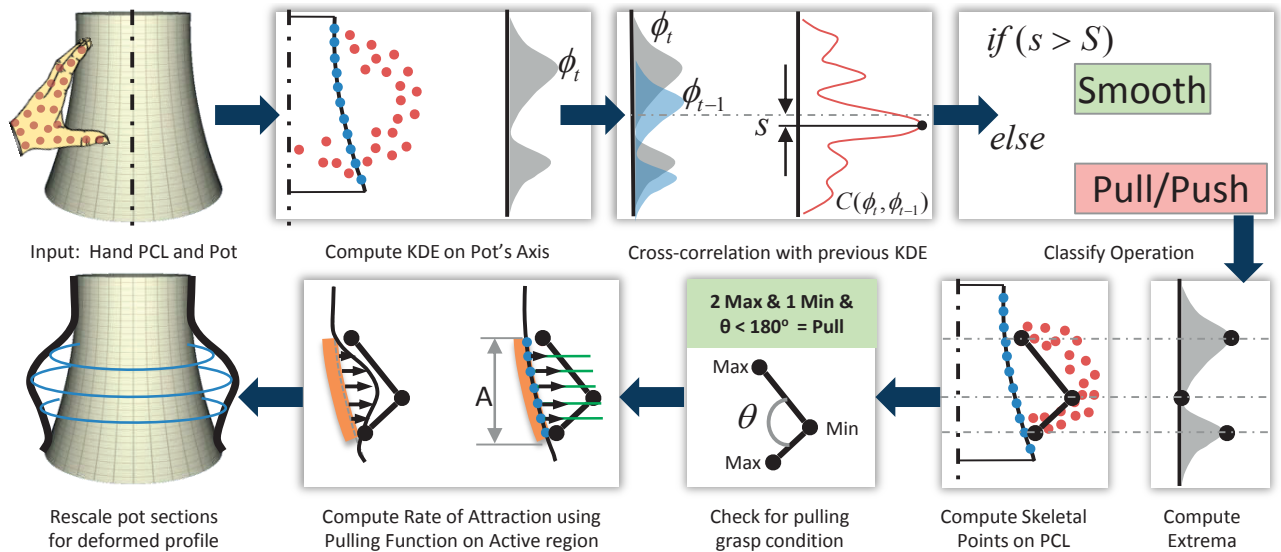 ϕt
ϕt
ϕt−1
s
C(ϕt, ϕt−1)
if (s > S)
Smooth
else
Pull/Push
Input: Hand PCL and Pot
Compute KDE on Pot's Axis
Cross-correlation with previous KDE
Classify Operation
A
2 Max & 1 Min &
θ < 180º = Pull
Max
θ
Min
Max
Rescale pot sections
for deformed profile
Compute Rate of Attraction using
Pulling Function on Active region
Check for pulling
grasp condition
Compute Skeletal
Points on PCL
Compute
Extrema